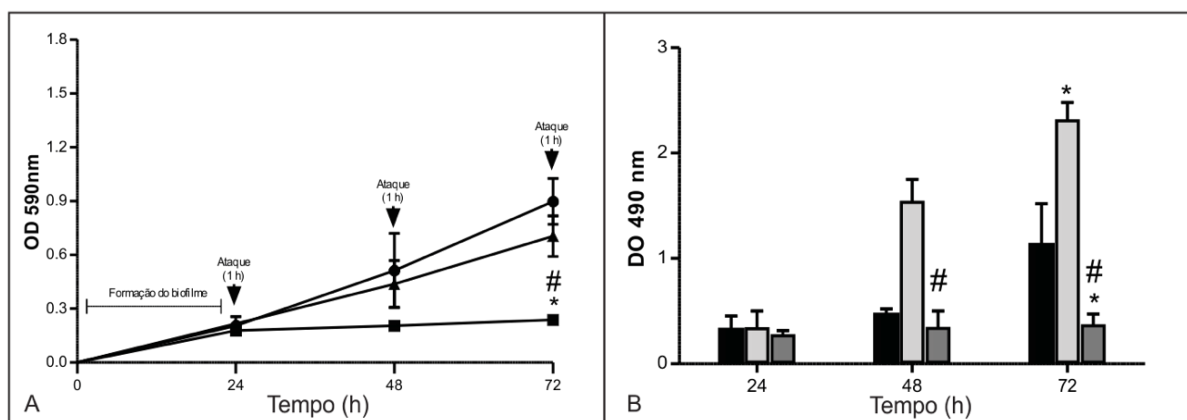 1.8
1.5
1.2
0.9
0.6
0.3
0.0
OD 590nm
Formação do biofilme
Ataque
(1 h)
Ataque
(1 h)
Ataque
(1 h)
#
*
0
24
48
72
Tempo (h)
A
3
2
1
0
DO 490 nm
#
*
#
*
24
48
72
Tempo (h)
B